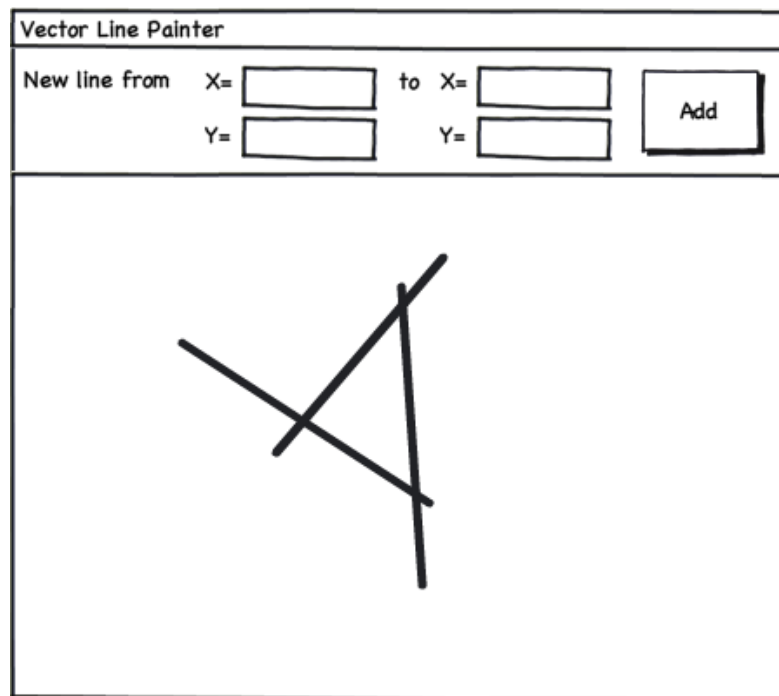 Vector Line Painter
New line from X= to X=
Y= Y=
Add